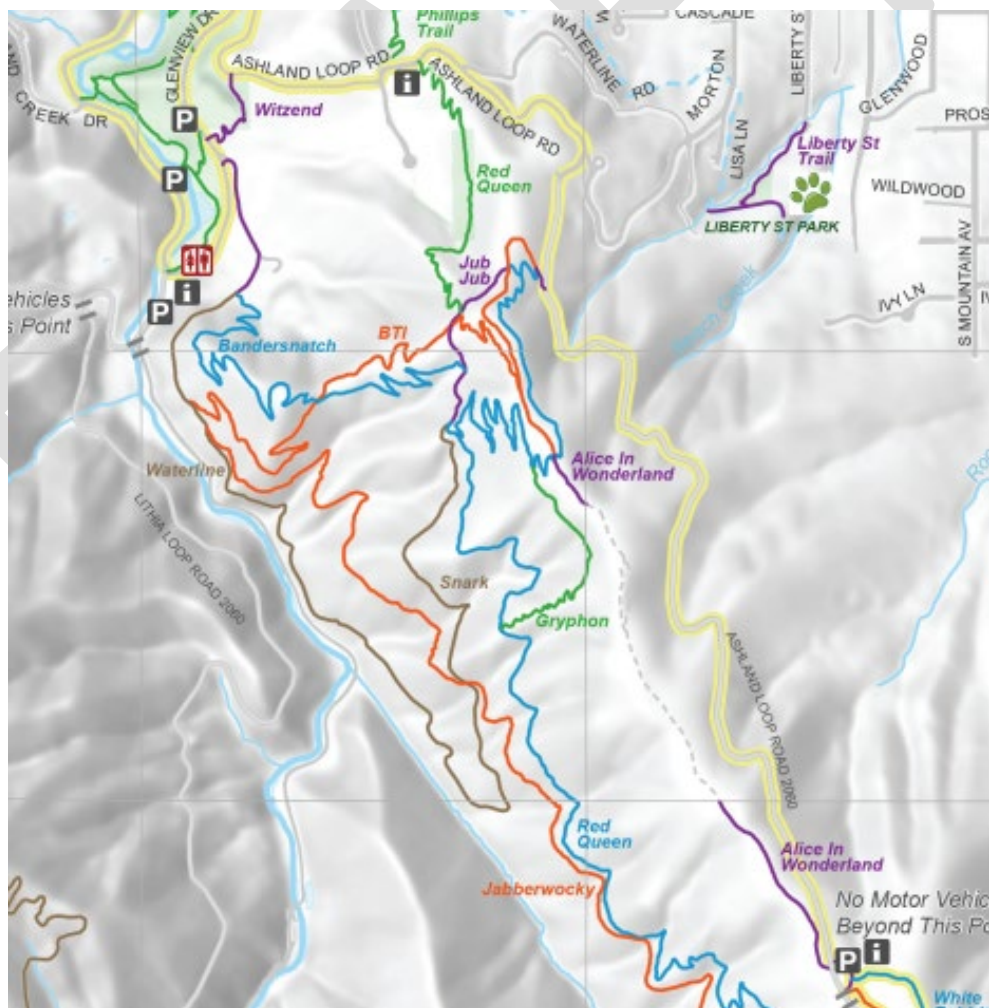 Phillips
Trail
GLENVIEW DR
CREEK DR
ASHLAND LOOP RD
ASHLAND LOOP RD
WATERLINE
RD
CASCADE
MORTON
LISA LN
LIBERTY ST
GLENWOOD
PROS
WILDWOOD
S MOUNTAIN AV
IVY LN
Witzend
P
P
i
Red
Queen
Liberty St
Trail
LIBERTY ST PARK
Jub
Jub
i
P
ehicles
s Point
BTI
Bandersnatch
Waterline
LITHIA LOOP ROAD 2060
Alice In
Wonderland
Snark
Gryphon
ASHLAND LOOP ROAD 2060
Red
Queen
Jabberwocky
Alice In
Wonderland
No Motor Vehic
Beyond This Po
P
i
White